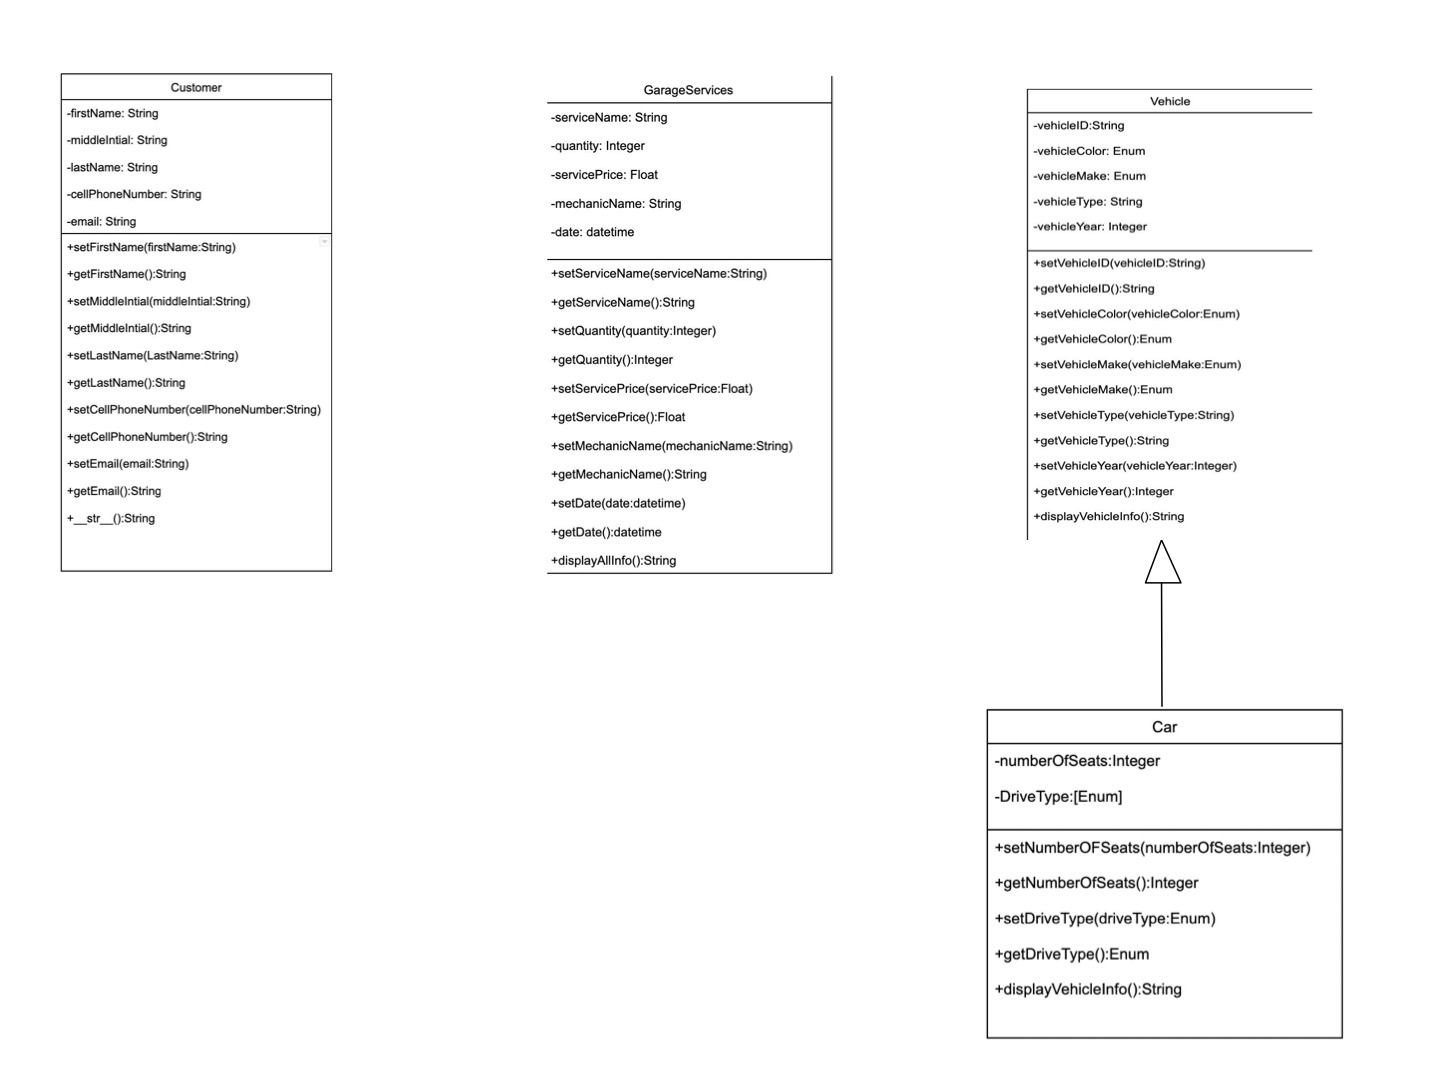 Customer
-firstName: String
-middleIntial: String
-lastName: String
-cellPhoneNumber: String
-email: String
+setFirstName(firstName:String)
+getFirstName():String
+setMiddleIntial(middleIntial:String)
+getMiddleIntial():String
+setLastName(LastName:String)
+getLastName():String
+setCellPhoneNumber(cellPhoneNumber:String)
+getCellPhoneNumber():String
+setEmail(email:String)
+getEmail():String
+__str__():String
GarageServices
-serviceName: String
-quantity: Integer
-servicePrice: Float
-mechanicName: String
-date: datetime
+setServiceName(serviceName:String)
+getServiceName():String
+setQuantity(quantity:Integer)
+getQuantity():Integer
+setServicePrice(servicePrice:Float)
+getServicePrice():Float
+setMechanicName(mechanicName:String)
+getMechanicName():String
+setDate(date:datetime)
+getDate():datetime
+displayAllInfo():String
Vehicle
-vehicleID:String
-vehicleColor: Enum
-vehicleMake: Enum
-vehicleType: String
-vehicleYear: Integer
+setVehicleID(vehicleID:String)
+getVehicleID():String
+setVehicleColor(vehicleColor:Enum)
+getVehicleColor():Enum
+setVehicleMake(vehicleMake:Enum)
+getVehicleMake():Enum
+setVehicleType(vehicleType:String)
+getVehicleType():String
+setVehicleYear(vehicleYear:Integer)
+getVehicleYear():Integer
+displayVehicleInfo():String
Car
-numberOfSeats:Integer
-DriveType:[Enum]
+setNumberOFSeats(numberOfSeats:Integer)
+getNumberOfSeats():Integer
+setDriveType(driveType:Enum)
+getDriveType():Enum
+displayVehicleInfo():String